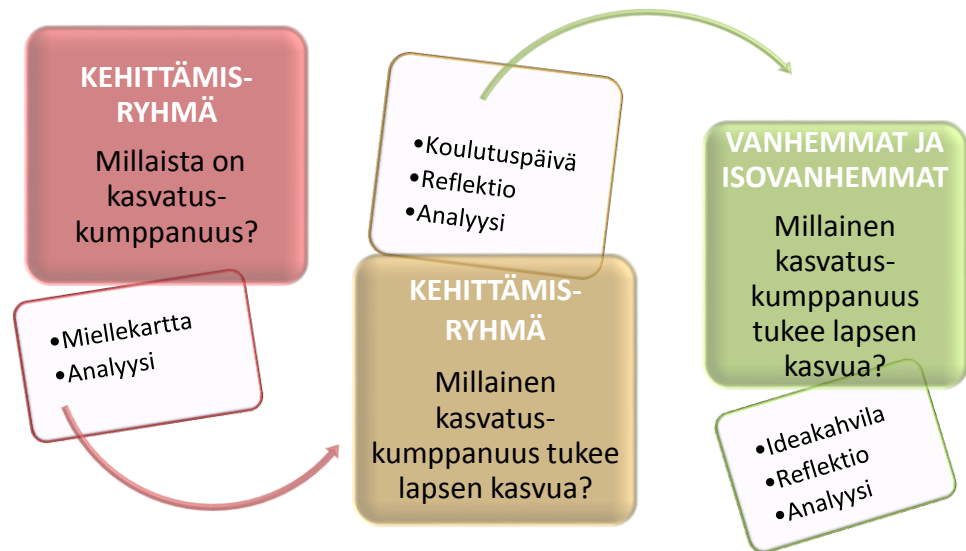 KEHITTÄMIS-
RYHMÄ
Millaista on
kasvatus-
kumppanuus?
•Miellekartta
•Analyysi
•Koulutuspäivä
•Reflektio
•Analyysi
KEHITTÄMIS-
RYHMÄ
Millainen
kasvatus-
kumppanuus tukee
lapsen kasvua?
VANHEMMAT JA
ISOVANHEMMAT
Millainen
kasvatus-
kumppanuus
tukee lapsen
kasvua?
•Ideakahvila
•Reflektio
•Analyysi